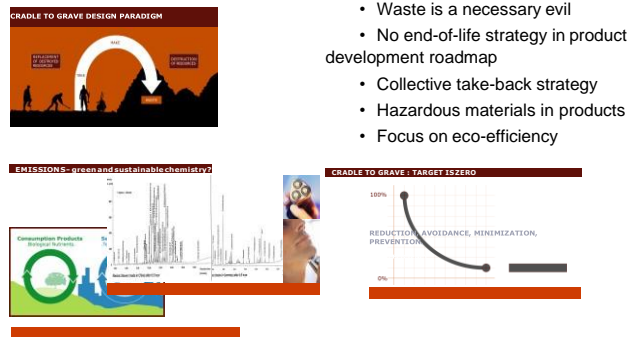 CRADLE TO GRAVE DESIGN PARADIGM
MAKE
REPLACEMENT
OF DESTROYED
RESOURCES
DESTRUCTION
OF RESOURCES
TAKE
WASTE
• Waste is a necessary evil
• No end-of-life strategy in product
development roadmap
• Collective take-back strategy
• Hazardous materials in products
• Focus on eco-efficiency
EMISSIONS- green and sustainable chemistry?
Consumption Products
Biological Nutrients
CRADLE TO GRAVE : TARGET ISZERO
100%
REDUCTION, AVOIDANCE, MINIMIZATION,
PREVENTION
0%